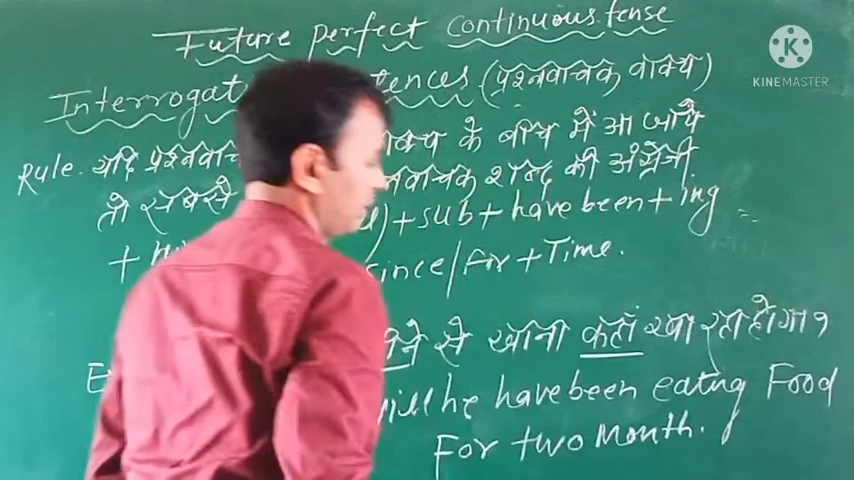 Future perfect continuous tense
Interrogat tences (प्रश्नवाचक वाक्य)
Rule. यदि प्रश्नवाच क्य के बीच में आ जाये
तो सबसे नवाचक शब्द की अंग्रेजी
)+sub+have been+ing
+ since/for+Time.
ने से खाना कहाँ खा रहा होगा?
will he have been eating Food
For two Month.
KINEMASTER